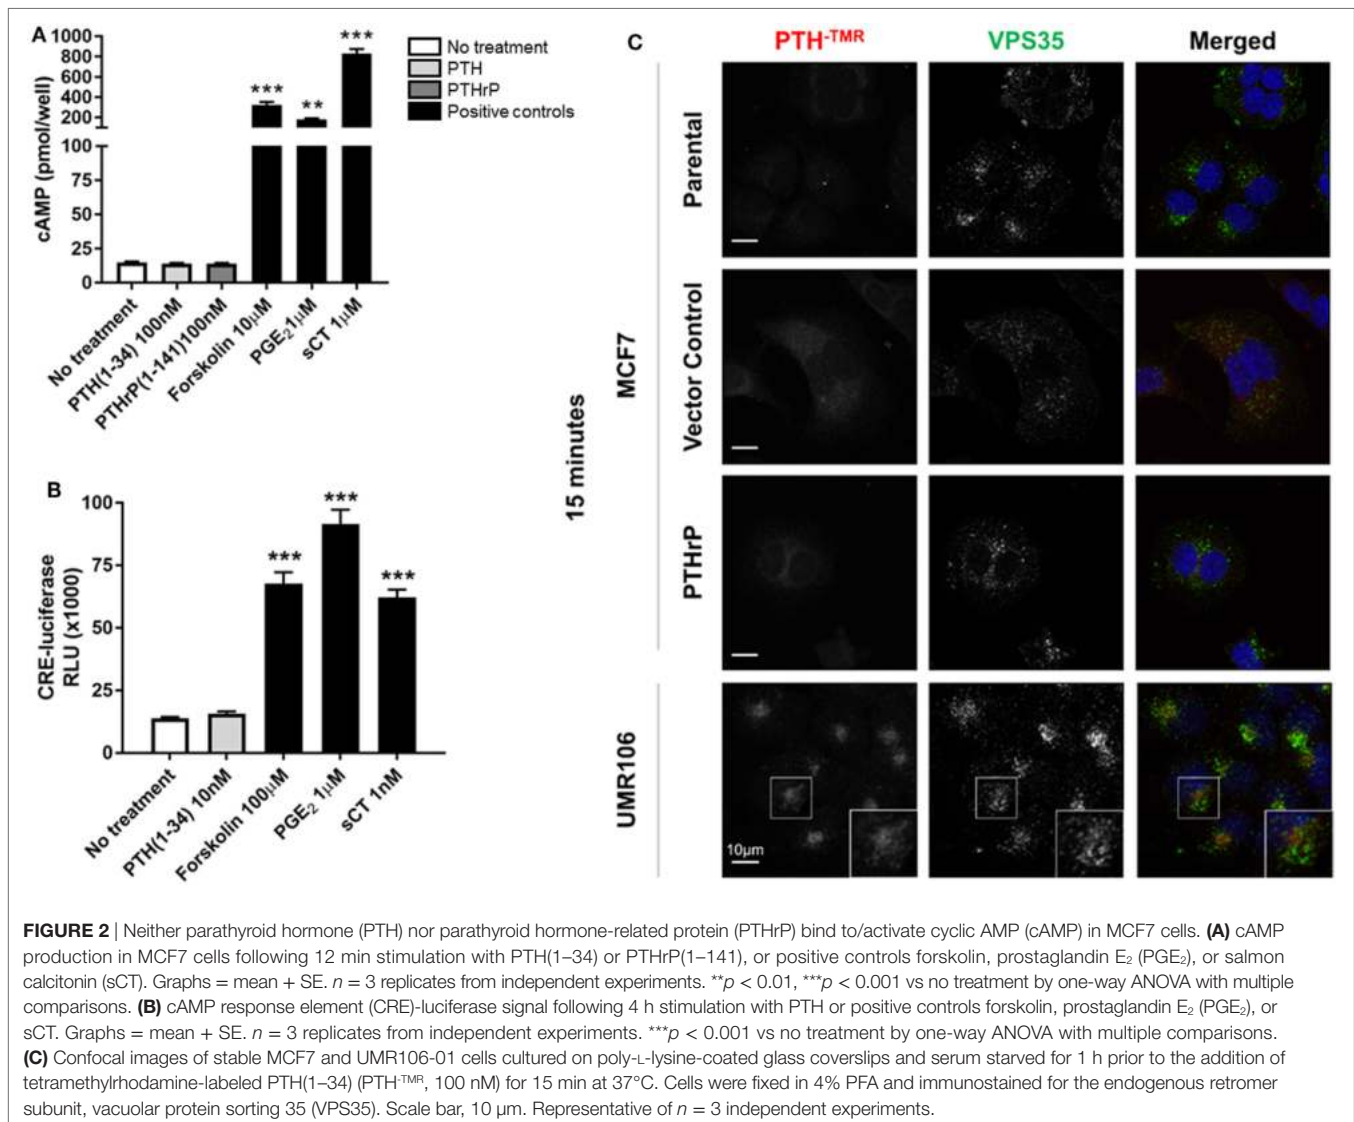 A
1000
800
600
400
200
100
75
50
25
0
cAMP (pmol/well)
***
**
***
No treatment
PTH
PTHrP
Positive controls
No treatment
PTH(1-34) 100nM
PTHrP(1-141)100nM
Forskolin 10µM
PGE₂ 1µM
sCT 1µM
B
100
75
50
25
0
CRE-luciferase
RLU (x1000)
***
***
***
No treatment
PTH(1-34) 10nM
Forskolin 100µM
PGE₂ 1µM
sCT 1nM
C
PTH-TMR
VPS35
Merged
15 minutes
MCF7
Parental
Vector Control
PTHrP
UMR106
10µm
FIGURE 2 | Neither parathyroid hormone (PTH) nor parathyroid hormone-related protein (PTHrP) bind to/activate cyclic AMP (cAMP) in MCF7 cells. (A) cAMP
production in MCF7 cells following 12 min stimulation with PTH(1–34) or PTHrP(1–141), or positive controls forskolin, prostaglandin E₂ (PGE₂), or salmon
calcitonin (sCT). Graphs = mean + SE. n = 3 replicates from independent experiments. **p < 0.01, ***p < 0.001 vs no treatment by one-way ANOVA with multiple
comparisons. (B) cAMP response element (CRE)-luciferase signal following 4 h stimulation with PTH or positive controls forskolin, prostaglandin E₂ (PGE₂), or
sCT. Graphs = mean + SE. n = 3 replicates from independent experiments. ***p < 0.001 vs no treatment by one-way ANOVA with multiple comparisons.
(C) Confocal images of stable MCF7 and UMR106-01 cells cultured on poly-L-lysine-coated glass coverslips and serum starved for 1 h prior to the addition of
tetramethylrhodamine-labeled PTH(1–34) (PTH-TMR, 100 nM) for 15 min at 37°C. Cells were fixed in 4% PFA and immunostained for the endogenous retromer
subunit, vacuolar protein sorting 35 (VPS35). Scale bar, 10 µm. Representative of n = 3 independent experiments.